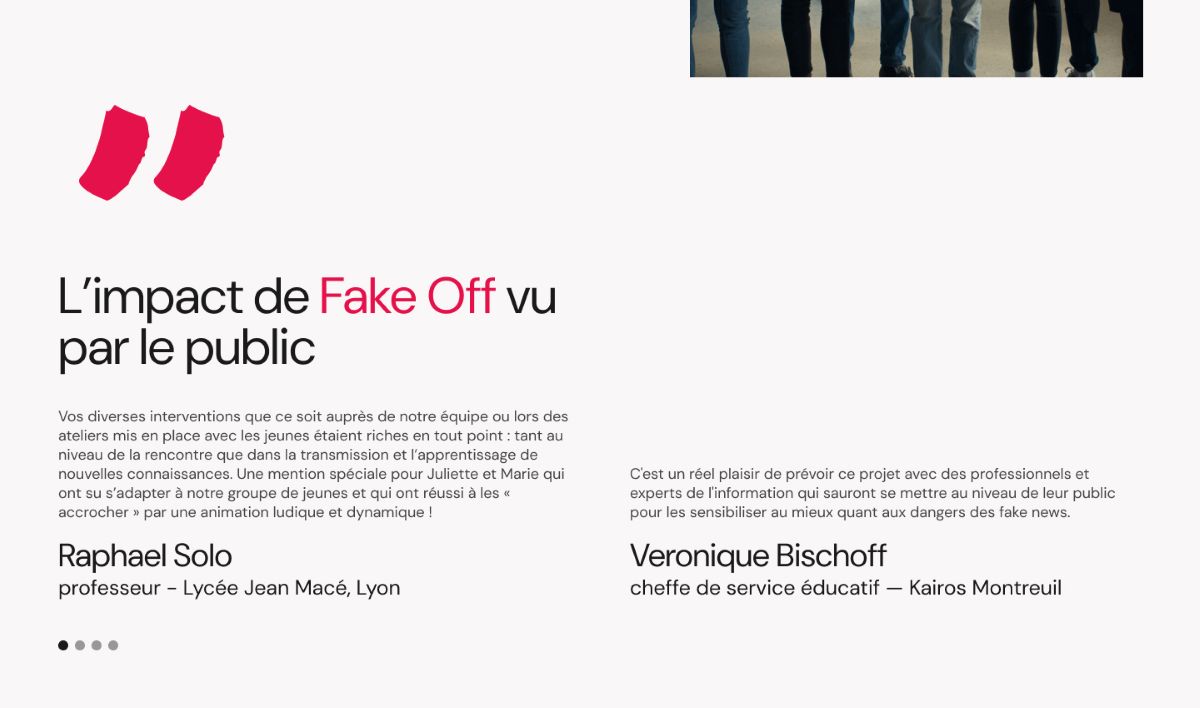 L’impact de Fake Off vu
par le public
Vos diverses interventions que ce soit auprès de notre équipe ou lors des
ateliers mis en place avec les jeunes étaient riches en tout point : tant au
niveau de la rencontre que dans la transmission et l’apprentissage de
nouvelles connaissances. Une mention spéciale pour Juliette et Marie qui
ont su s’adapter à notre groupe de jeunes et qui ont réussi à les «
accrocher » par une animation ludique et dynamique !
Raphael Solo
professeur - Lycée Jean Macé, Lyon
C'est un réel plaisir de prévoir ce projet avec des professionnels et
experts de l'information qui sauront se mettre au niveau de leur public
pour les sensibiliser au mieux quant aux dangers des fake news.
Veronique Bischoff
cheffe de service éducatif — Kairos Montreuil